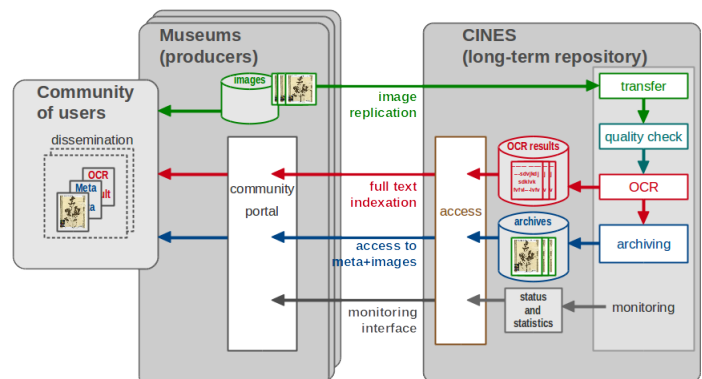 Museums
(producers)
CINES
(long-term repository)
Community
of users
dissemination
OCR
Meta
images
image
replication
transfer
quality check
OCR
archiving
monitoring
OCR results
archives
status
and
statistics
access
full text
indexation
access to
meta+images
monitoring
interface
community
portal